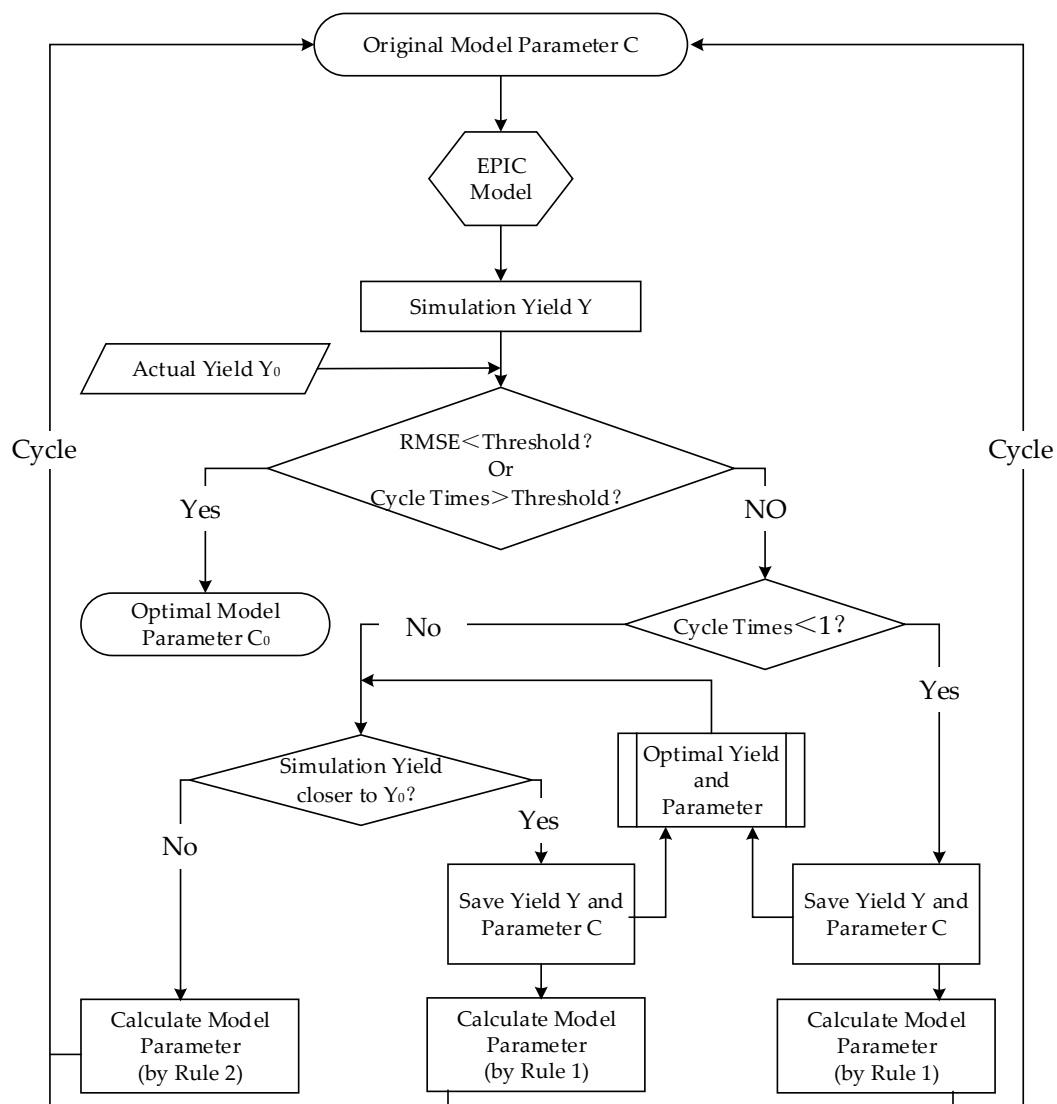 Original Model Parameter C
EPIC
Model
Simulation Yield Y
Actual Yield Y₀
Cycle
Cycle
RMSE<Threshold?
Or
Cycle Times>Threshold?
Yes
NO
Optimal Model
Parameter C₀
No
Cycle Times<1?
Yes
Simulation Yield
closer to Y₀?
Optimal Yield
and
Parameter
No
Yes
Save Yield Y and
Parameter C
Save Yield Y and
Parameter C
Calculate Model
Parameter
(by Rule 2)
Calculate Model
Parameter
(by Rule 1)
Calculate Model
Parameter
(by Rule 1)